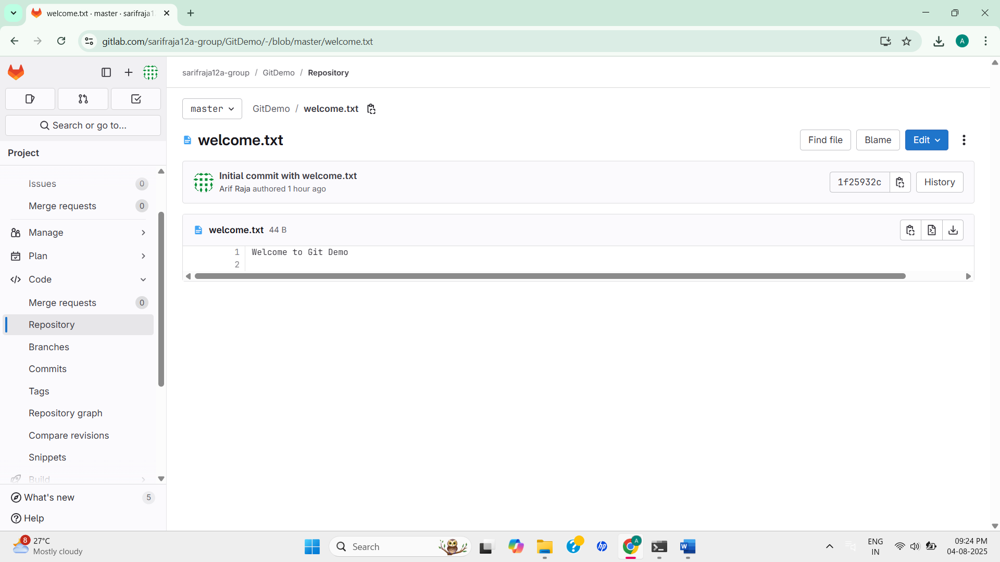 welcome.txt · master · sarifraja1
gitlab.com/sarifraja12a-group/GitDemo/-/blob/master/welcome.txt
A
sarifraja12a-group / GitDemo / Repository
Search or go to...
Project
Issues 0
Merge requests 0
Manage
Plan
Code
Merge requests 0
Repository
Branches
Commits
Tags
Repository graph
Compare revisions
Snippets
Build
What's new 5
Help
master
GitDemo / welcome.txt
welcome.txt
Find file
Blame
Edit
Initial commit with welcome.txt
Arif Raja authored 1 hour ago
1f25932c
History
welcome.txt 44 B
1 Welcome to Git Demo
2
8
27°C
Mostly cloudy
Search
hp
A
W
ENG
IN
09:24 PM
04-08-2025